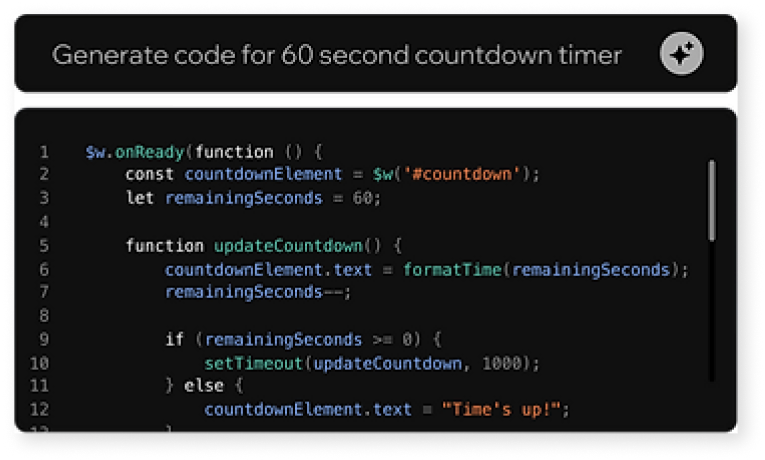 Generate code for 60 second countdown timer
1 $w.onReady(function () {
2 const countdownElement = $w('#countdown');
3 let remainingSeconds = 60;
4
5 function updateCountdown() {
6 countdownElement.text = formatTime(remainingSeconds);
7 remainingSeconds--;
8
9 if (remainingSeconds >= 0) {
10 setTimeout(updateCountdown, 1000);
11 } else {
12 countdownElement.text = "Time's up!";